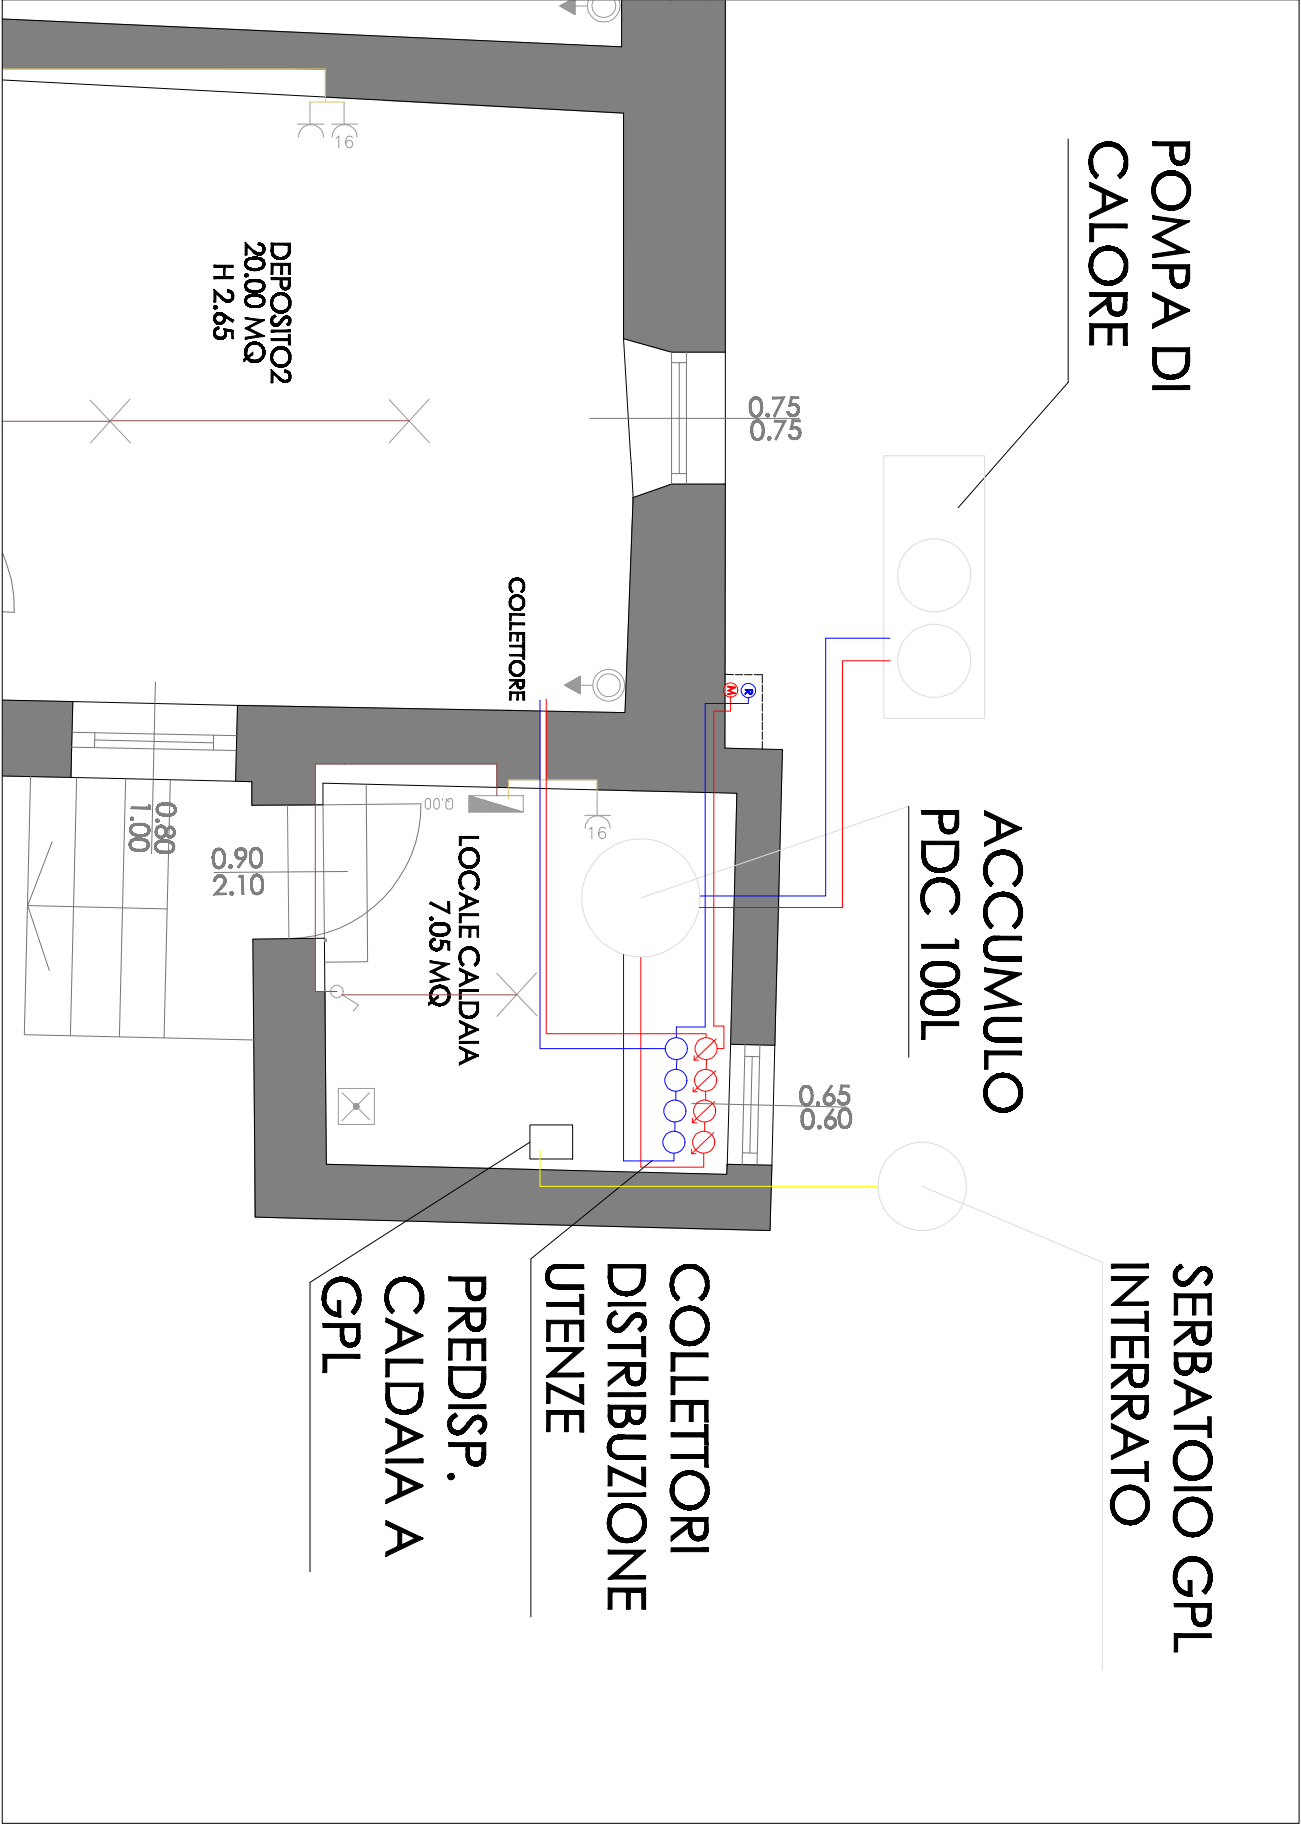 POMPA DI
CALORE
ACCUMULO
PDC 100L
SERBATOIO GPL
INTERRATO
0.75
0.75
M
R
0.65
0.60
16
DEPOSITO2
20.00 MQ
H 2.65
COLLETTORE
16
0.00
LOCALE CALDAIA
7.05 MQ
0.90
2.10
0.80
1.00
COLLETTORI
DISTRIBUZIONE
UTENZE
PREDISP.
CALDAIA A
GPL